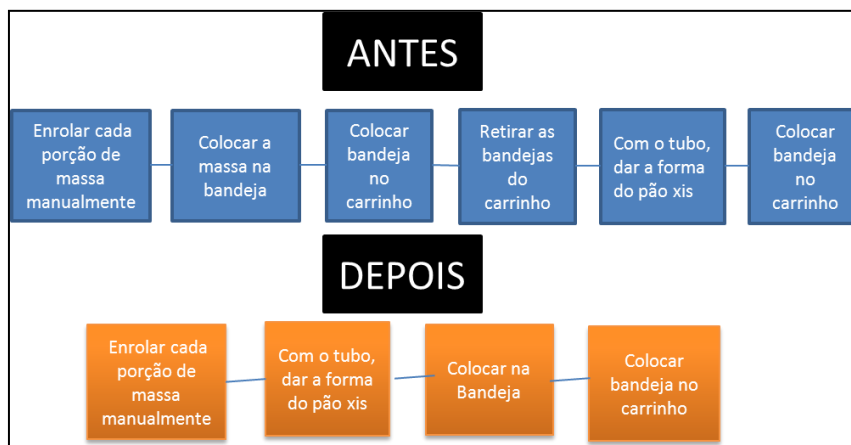 ANTES
Enrolar cada
porção de
massa
manualmente
Colocar a
massa na
bandeja
Colocar
bandeja
no
carrinho
Retirar as
bandejas
do
carrinho
Com o tubo,
dar a forma
do pão xis
Colocar
bandeja
no
carrinho
DEPOIS
Enrolar cada
porção de
massa
manualmente
Com o tubo,
dar a forma
do pão xis
Colocar na
Bandeja
Colocar
bandeja no
carrinho